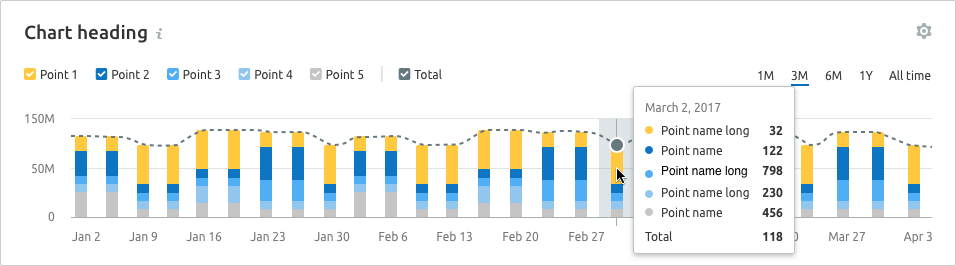 Chart heading i
Point 1 Point 2 Point 3 Point 4 Point 5 Total
1M 3M 6M 1Y All time
March 2, 2017
Point name long 32
Point name 122
Point name long 798
Point name long 230
Point name 456
Total 118
150M
50M
0
Jan 2 Jan 9 Jan 16 Jan 23 Jan 30 Feb 6 Feb 13 Feb 20 Feb 27 Mar 27 Apr 3